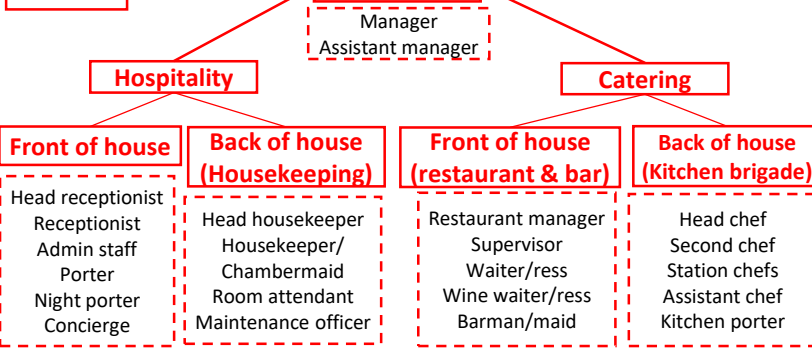 Manager
Assistant manager
Hospitality
Catering
Front of house
Head receptionist
Receptionist
Admin staff
Porter
Night porter
Concierge
Back of house
(Housekeeping)
Head housekeeper
Housekeeper/
Chambermaid
Room attendant
Maintenance officer
Front of house
(restaurant & bar)
Restaurant manager
Supervisor
Waiter/ress
Wine waiter/ress
Barman/maid
Back of house
(Kitchen brigade)
Head chef
Second chef
Station chefs
Assistant chef
Kitchen porter